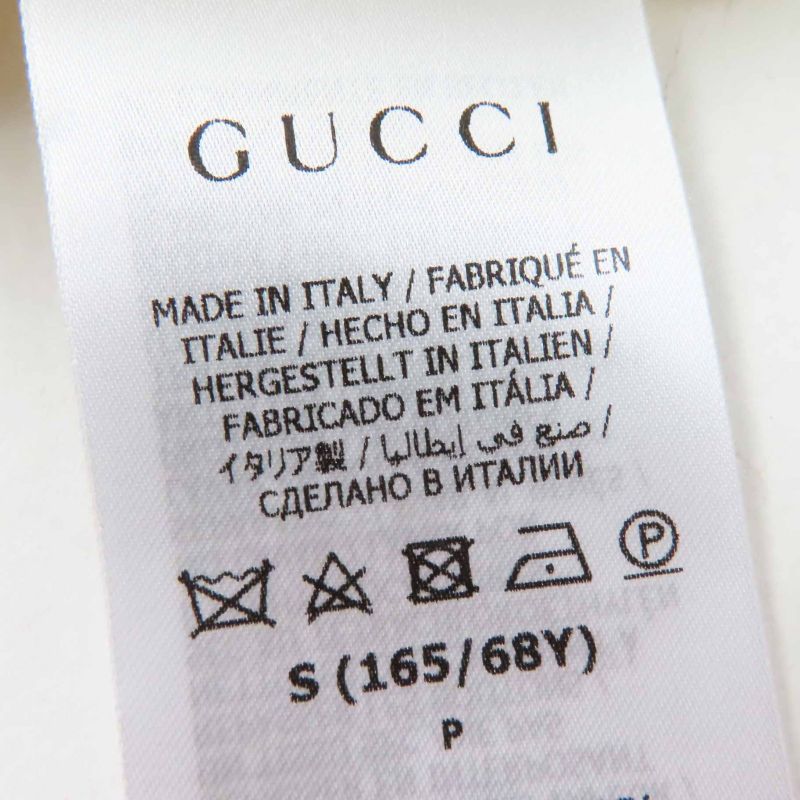 GUCCI
MADE IN ITALY / FABRIQUÉ EN
ITALIE / HECHO EN ITALIA /
HERGESTELLT IN ITALIEN /
FABRICADO EM ITÁLIA /
イタリア製 / صنع في إيطاليا /
СДЕЛАНО В ИТАЛИИ
P
S (165/68Y)
P